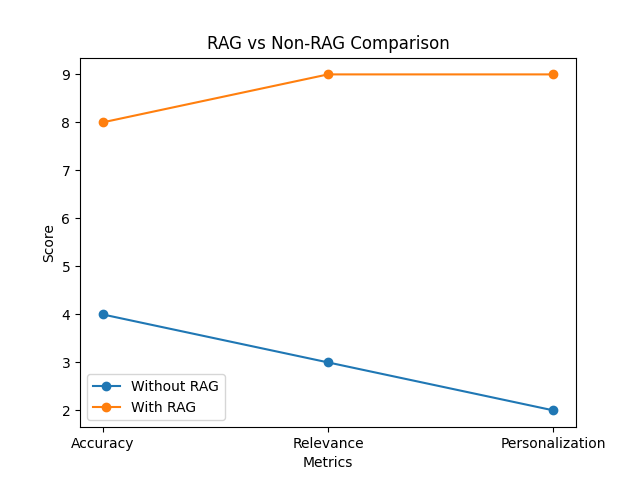 RAG vs Non-RAG Comparison
Score
9
8
7
6
5
4
3
2
Without RAG
With RAG
Accuracy Relevance Personalization
Metrics